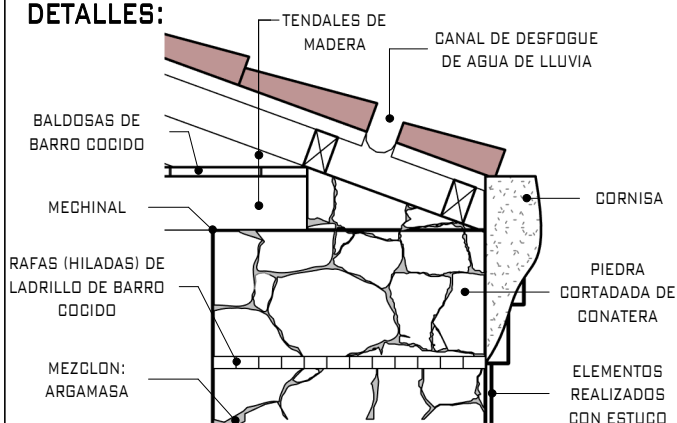 DETALLES:
TENDALES DE
MADERA
CANAL DE DESFOGUE
DE AGUA DE LLUVIA
BALDOSAS DE
BARRO COCIDO
MECHINAL
CORNISA
RAFAS (HILADAS) DE
LADRILLO DE BARRO
COCIDO
PIEDRA
CORTADADA DE
CONATERA
MEZCLON:
ARGAMASA
ELEMENTOS
REALIZADOS
CON ESTUCO